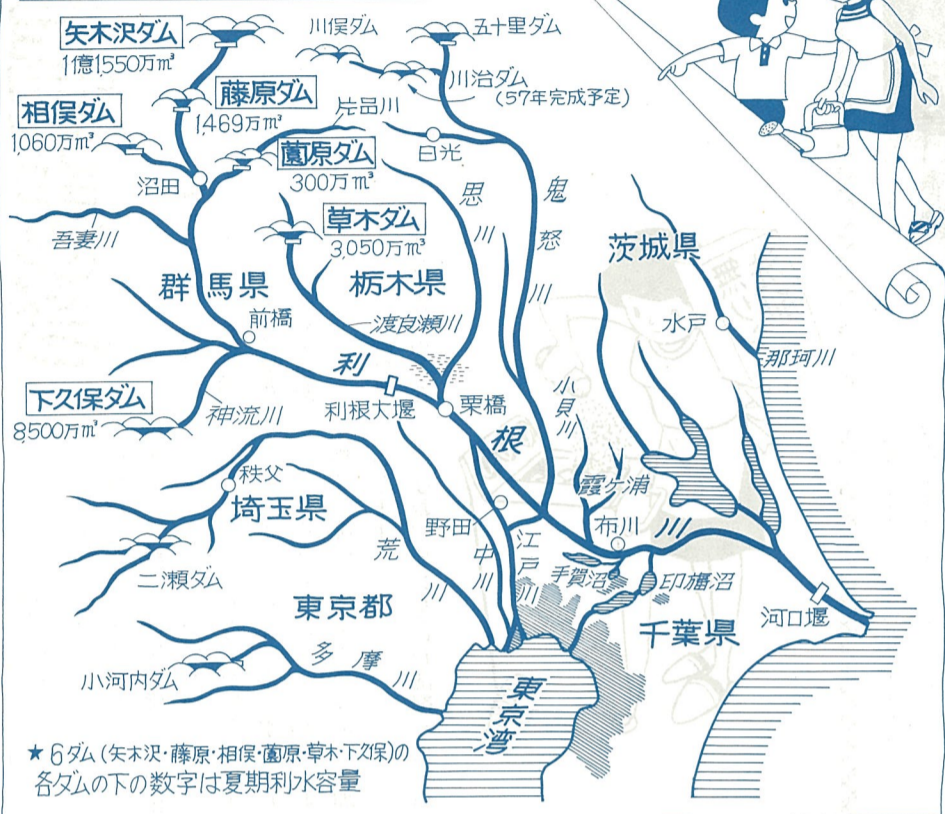 矢木沢ダム
1億1,550万m³
川俣ダム
五十里ダム
川治ダム
(57年完成予定)
藤原ダム
1,469万m³
相俣ダム
1,060万m³
片品川
日光
薗原ダム
300万m³
沼田
吾妻川
草木ダム
3,050万m³
思川
鬼怒川
茨城県
群馬県
栃木県
前橋
渡良瀬川
水戸
那珂川
利根川
下久保ダム
8,500万m³
神流川
利根大堰
栗橋
小貝川
霞ヶ浦
秩父
埼玉県
野田
布川
荒川
中川
江戸川
手賀沼
印旛沼
二瀬ダム
東京都
千葉県
河口堰
多摩川
小河内ダム
東京湾
★6ダム(矢木沢・藤原・相俣・薗原・草木・下久保)の
各ダムの下の数字は夏期利水容量